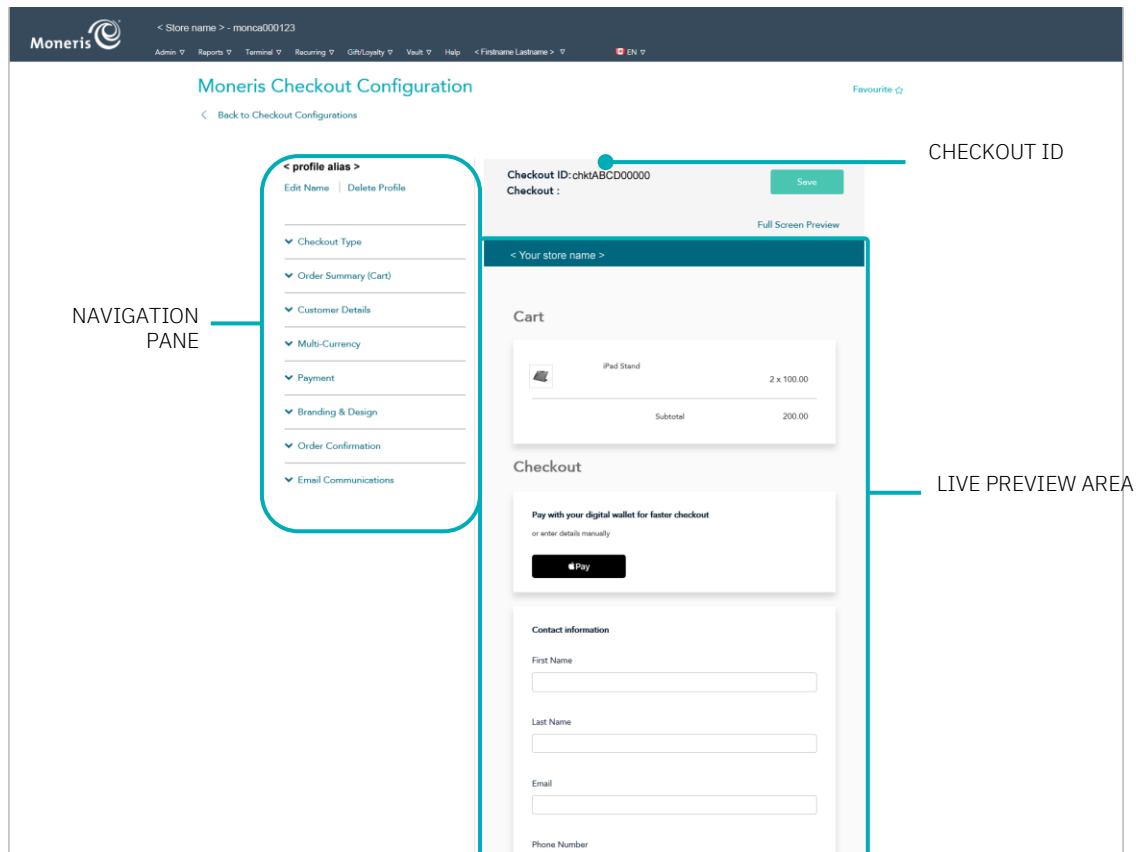 Moneris
< Store name > - monca000123
Admin Reports Terminal Recurring Gift/Loyalty Vault Help < Firstname Lastname > EN
Moneris Checkout Configuration
Favourite
Back to Checkout Configurations
CHECKOUT ID
< profile alias >
Edit Name | Delete Profile
Checkout ID: chktABCD00000
Checkout :
Save
Full Screen Preview
Checkout Type
Order Summary (Cart)
Customer Details
Multi-Currency
Payment
Branding & Design
Order Confirmation
Email Communications
NAVIGATION
PANE
< Your store name >
Cart
iPad Stand
2 x 100.00
Subtotal 200.00
Checkout
LIVE PREVIEW AREA
Pay with your digital wallet for faster checkout
or enter details manually
Pay
Contact information
First Name
Last Name
Email
Phone Number